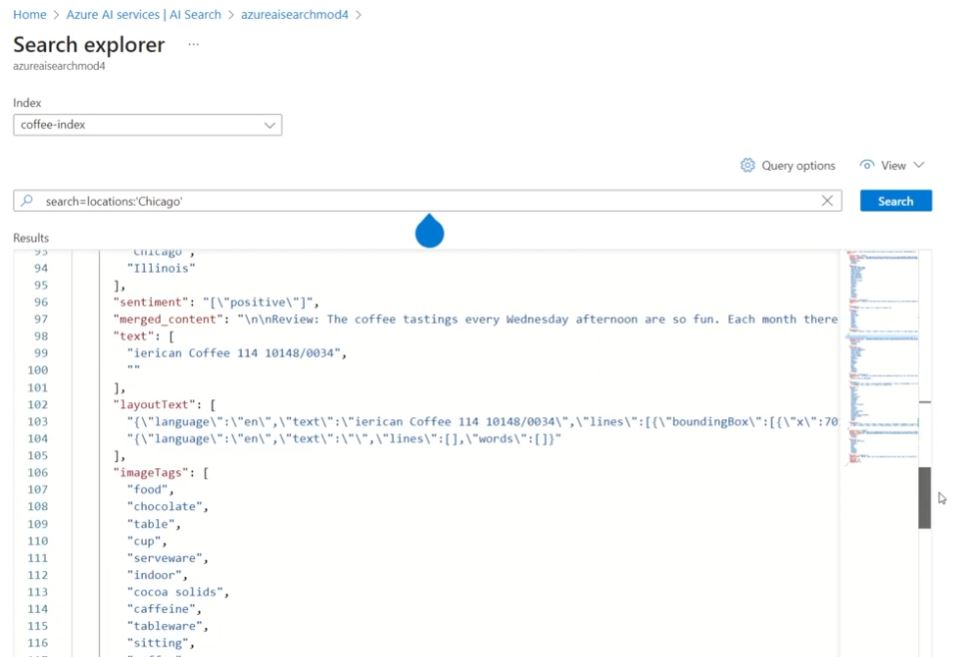 Home > Azure AI services | AI Search > azureaisearchmod4 >
Search explorer ...
azureaisearchmod4
Index
coffee-index
Query options View
search=locations:'Chicago'
Search
Results
93 "Chicago",
94 "Illinois"
95 ],
96 "sentiment": "[\"positive\"]",
97 "merged_content": "\n\nReview: The coffee tastings every Wednesday afternoon are so fun. Each month there
98 "text": [
99 "ierican Coffee 114 10148/0034",
100 ""
101 ],
102 "layoutText": [
103 "{\"language\":\"en\",\"text\":\"ierican Coffee 114 10148/0034\",\"lines\":[{\"boundingBox\":[{\"x\":70
104 "{\"language\":\"en\",\"text\":\"\",\"lines\":[],\"words\":[]}"
105 ],
106 "imageTags": [
107 "food",
108 "chocolate",
109 "table",
110 "cup",
111 "serveware",
112 "indoor",
113 "cocoa solids",
114 "caffeine",
115 "tableware",
116 "sitting",